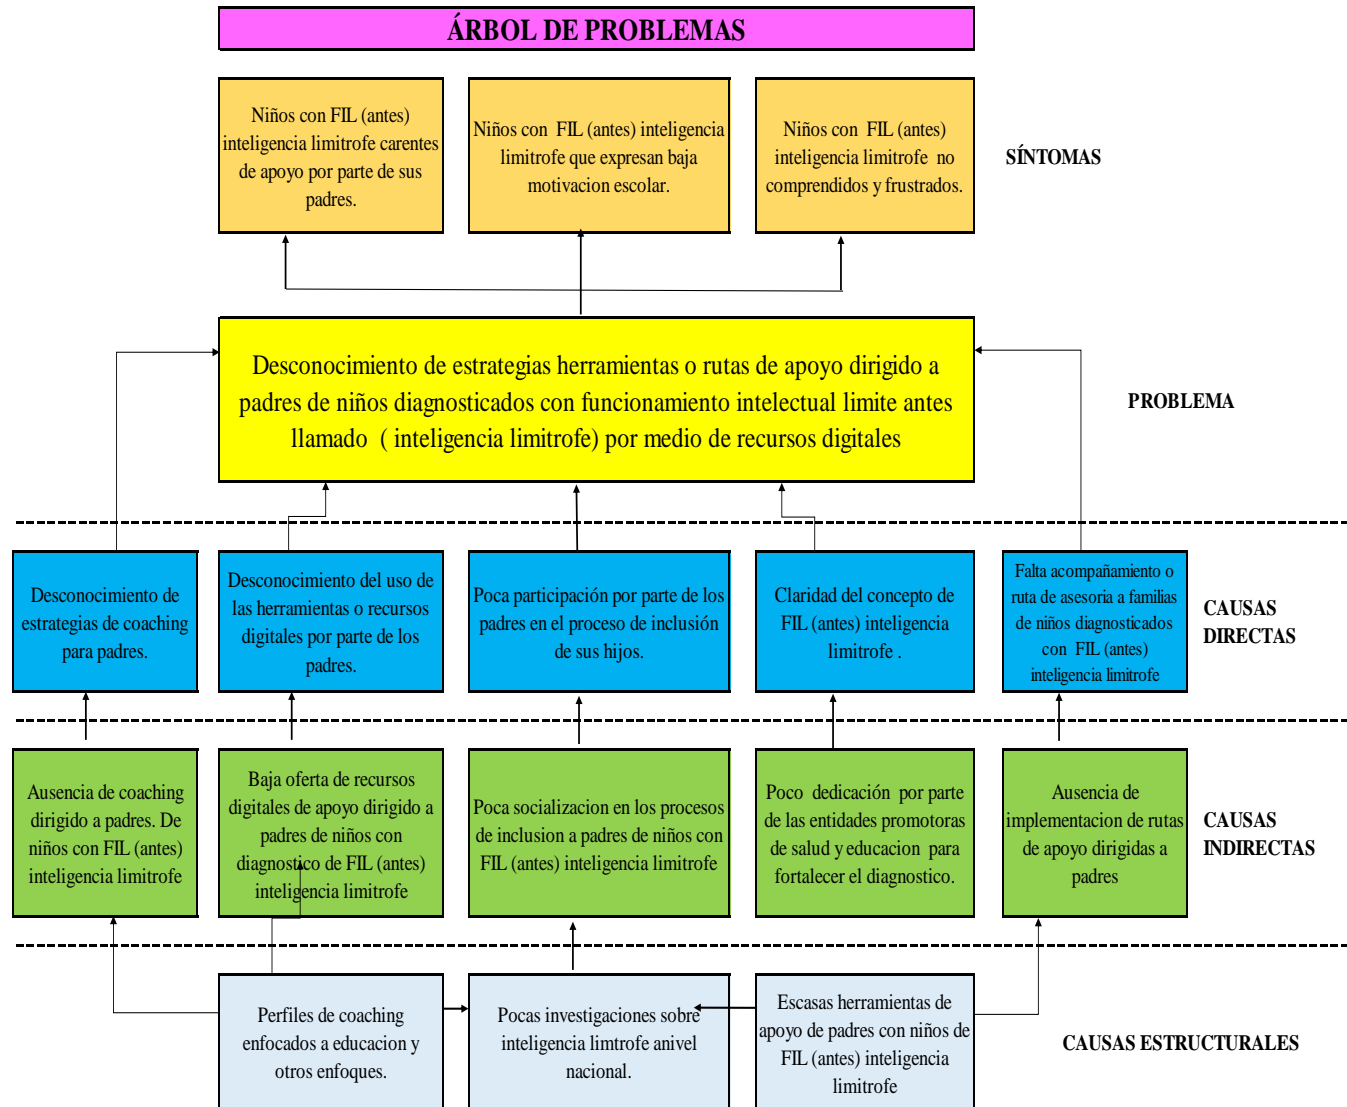 ÁRBOL DE PROBLEMAS
Niños con FIL (antes)
inteligencia limitrofe carentes
de apoyo por parte de sus
padres.
Niños con FIL (antes) inteligencia
limitrofe que expresan baja
motivacion escolar.
Niños con FIL (antes)
inteligencia limitrofe no
comprendidos y frustrados.
SÍNTOMAS
Desconocimiento de estrategias herramientas o rutas de apoyo dirigido a
padres de niños diagnosticados con funcionamiento intelectual limite antes
llamado ( inteligencia limitrofe) por medio de recursos digitales
PROBLEMA
Desconocimiento de
estrategias de coaching
para padres.
Desconocimiento del uso de
las herramientas o recursos
digitales por parte de los
padres.
Poca participación por parte de los
padres en el proceso de inclusión
de sus hijos.
Claridad del concepto de
FIL (antes) inteligencia
limitrofe .
Falta acompañamiento o
ruta de asesoria a familias
de niños diagnosticados
con FIL (antes)
inteligencia limitrofe
CAUSAS
DIRECTAS
Ausencia de coaching
dirigido a padres. De
niños con FIL (antes)
inteligencia limitrofe
Baja oferta de recursos
digitales de apoyo dirigido a
padres de niños con
diagnostico de FIL (antes)
inteligencia limitrofe
Poca socializacion en los procesos
de inclusion a padres de niños con
FIL (antes) inteligencia limitrofe
Poco dedicación por parte
de las entidades promotoras
de salud y educacion para
fortalecer el diagnostico.
Ausencia de
implementacion de rutas
de apoyo dirigidas a
padres
CAUSAS
INDIRECTAS
Perfiles de coaching
enfocados a educacion y
otros enfoques.
Pocas investigaciones sobre
inteligencia limtrofe anivel
nacional.
Escasas herramientas de
apoyo de padres con niños de
FIL (antes) inteligencia
limitrofe
CAUSAS ESTRUCTURALES